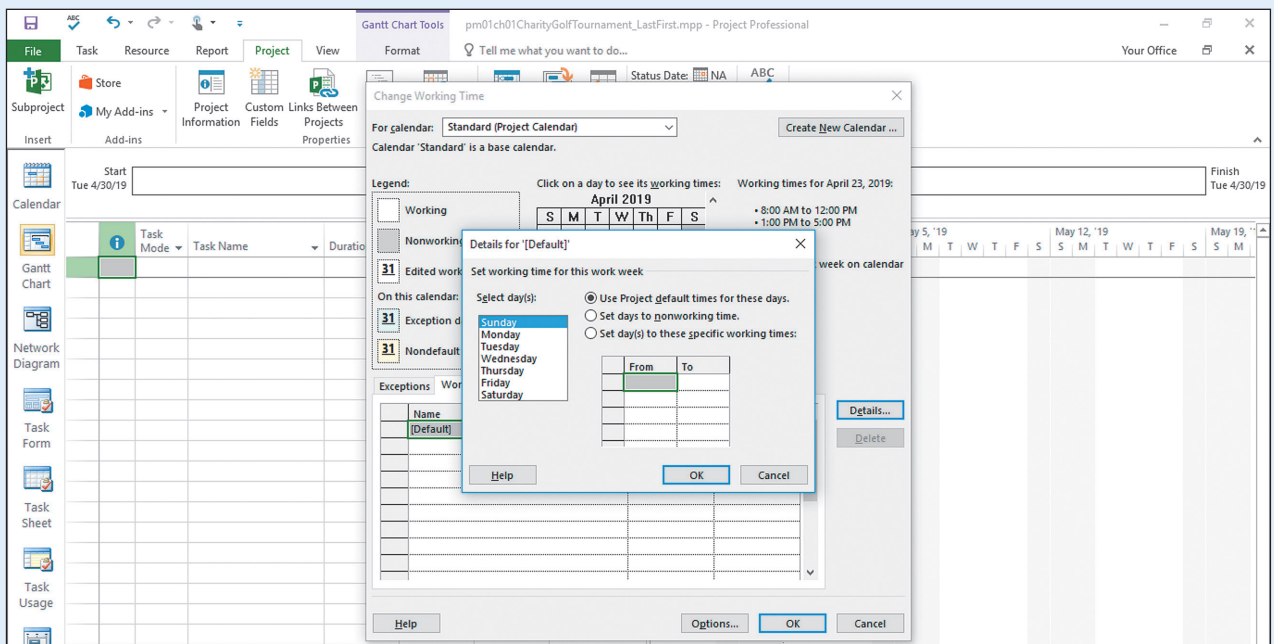 ABC
Gantt Chart Tools
pm01ch01CharityGolfTournament_LastFirst.mpp - Project Professional
File Task Resource Report Project View Format Tell me what you want to do... Your Office
Subproject
Insert
Store
My Add-ins
Add-ins
Project Information
Custom Fields
Links Between Projects
Properties
Status Date: NA
ABC
Start
Tue 4/30/19
Finish
Tue 4/30/19
Calendar
Gantt Chart
Network Diagram
Task Form
Task Sheet
Task Usage
Task Mode
Task Name
Duratio
ay 5, '19
May 12, '19
May 19, '
M T W T F S S M T W T F S S M
Change Working Time
For calendar: Standard (Project Calendar)
Create New Calendar ...
Calendar 'Standard' is a base calendar.
Legend:
Working
Nonworking
31 Edited work
On this calendar:
31 Exception d
31 Nondefault
Click on a day to see its working times:
April 2019
S M T W Th F S
Working times for April 23, 2019:
• 8:00 AM to 12:00 PM
• 1:00 PM to 5:00 PM
week on calendar
Exceptions Wor
Name
[Default]
Details...
Delete
Help
Options...
OK
Cancel
Details for '[Default]'
Set working time for this work week
Select day(s):
Sunday
Monday
Tuesday
Wednesday
Thursday
Friday
Saturday
Use Project default times for these days.
Set days to nonworking time.
Set day(s) to these specific working times:
From To
Help
OK
Cancel